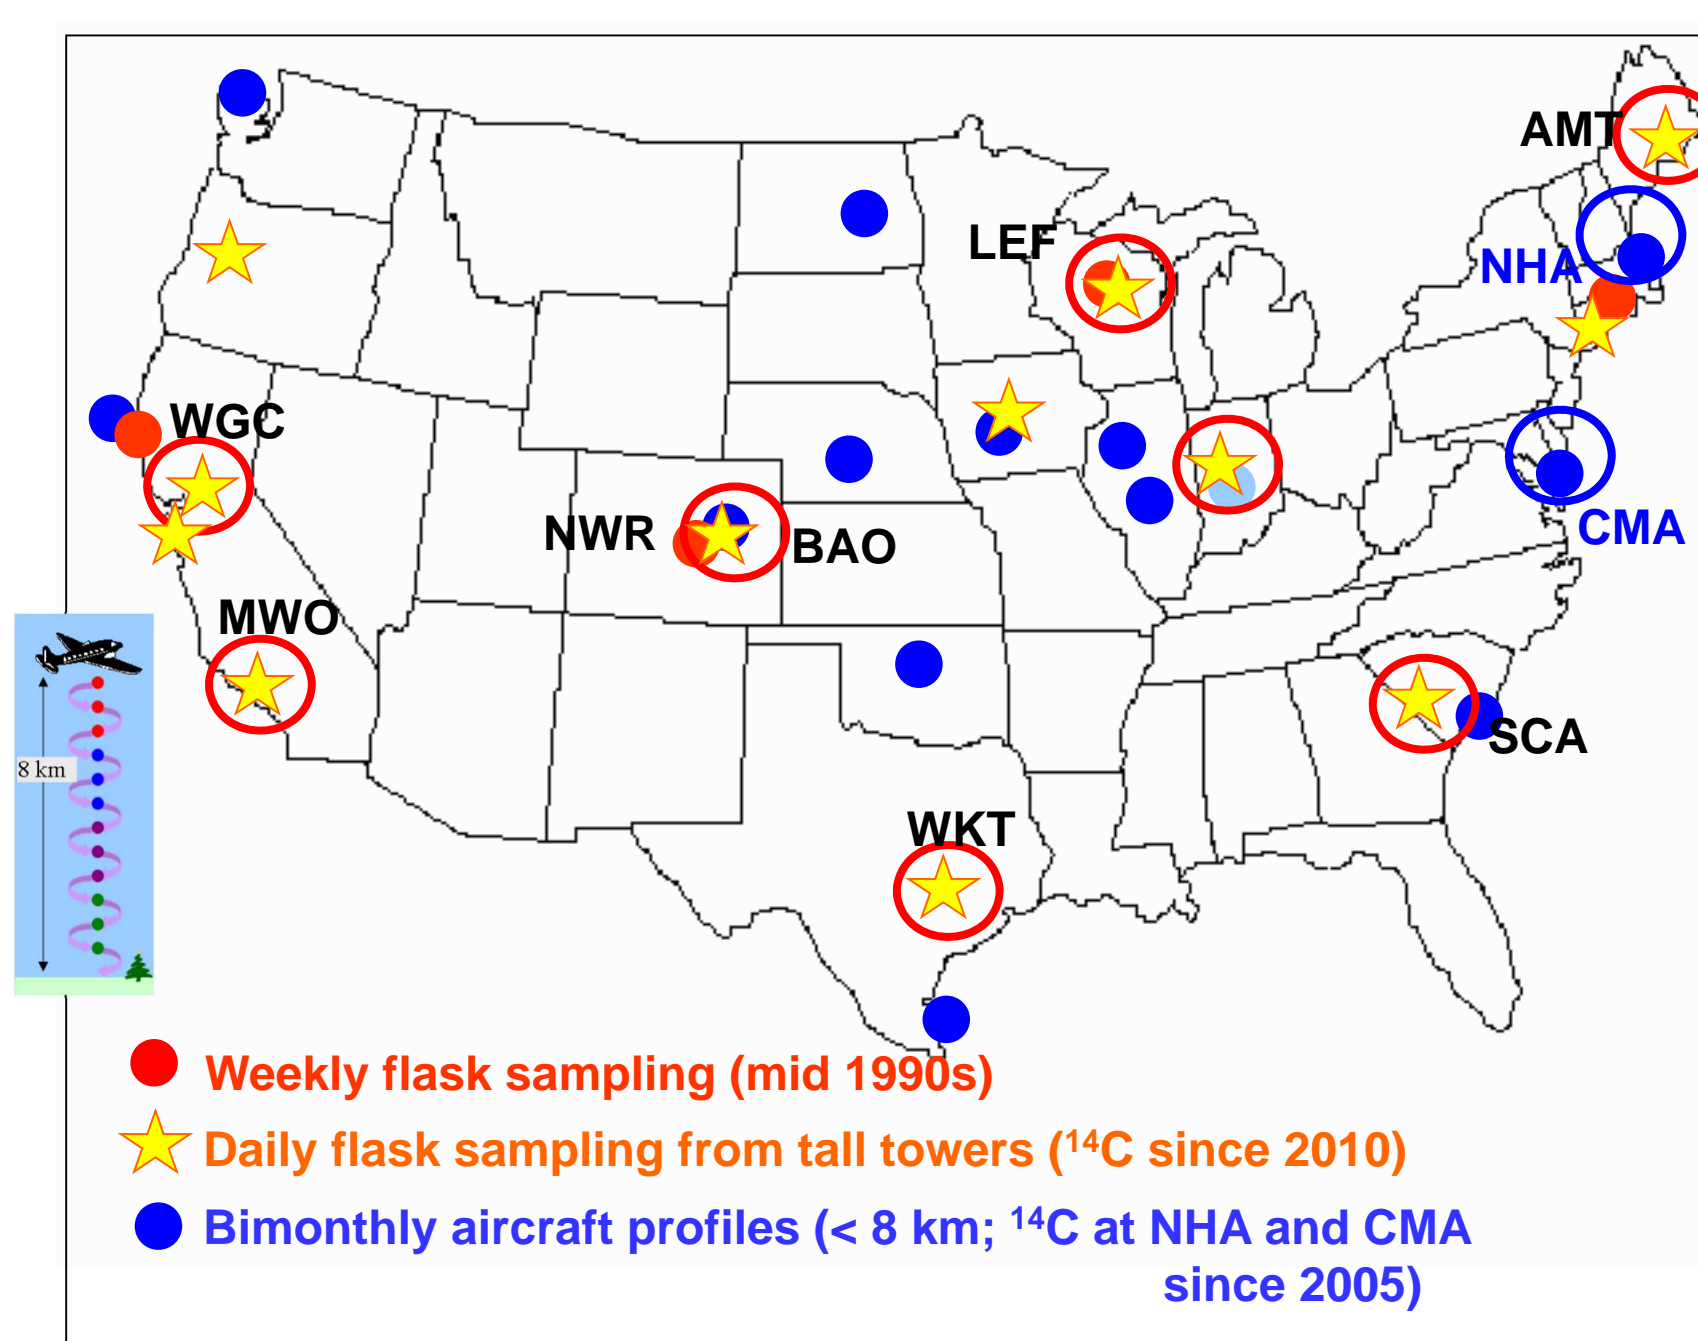 AMT
LEF
NHA
WGC
NWR
BAO
CMA
MWO
SCA
8 km
WKT
Weekly flask sampling (mid 1990s)
Daily flask sampling from tall towers (¹⁴C since 2010)
Bimonthly aircraft profiles (< 8 km; ¹⁴C at NHA and CMA
since 2005)